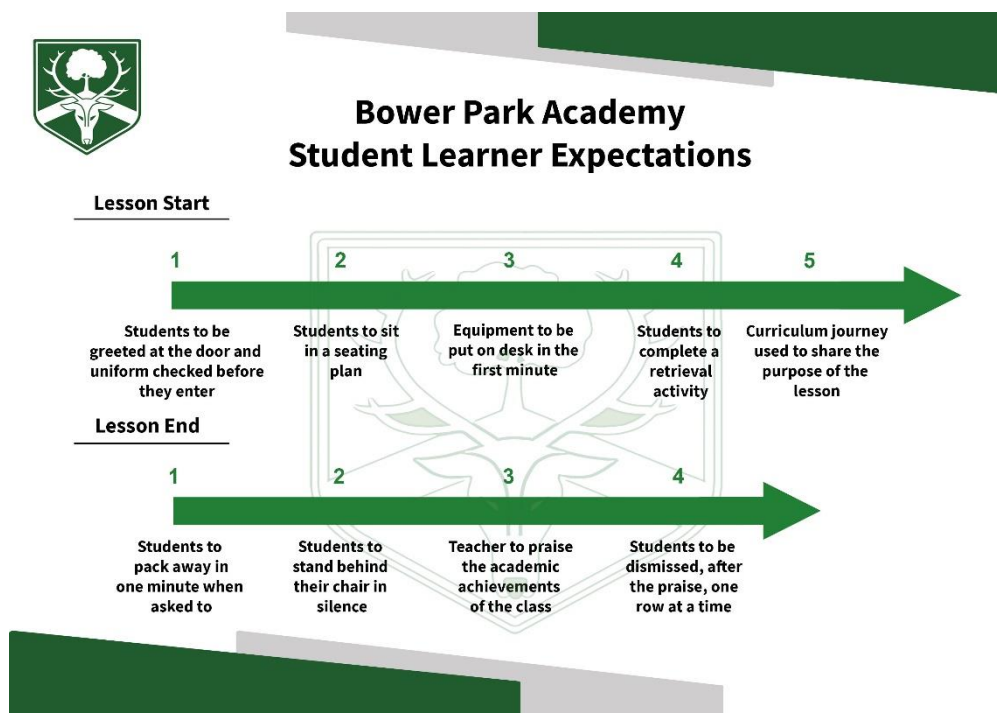 Bower Park Academy
Student Learner Expectations
Lesson Start
1
2
3
4
5
Students to be
greeted at the door and
uniform checked before
they enter
Students to sit
in a seating
plan
Equipment to be
put on desk in the
first minute
Students to
complete a
retrieval
activity
Curriculum journey
used to share the
purpose of the
lesson
Lesson End
1
2
3
4
Students to
pack away in
one minute when
asked to
Students to
stand behind
their chair in
silence
Teacher to praise
the academic
achievements
of the class
Students to be
dismissed, after
the praise, one
row at a time